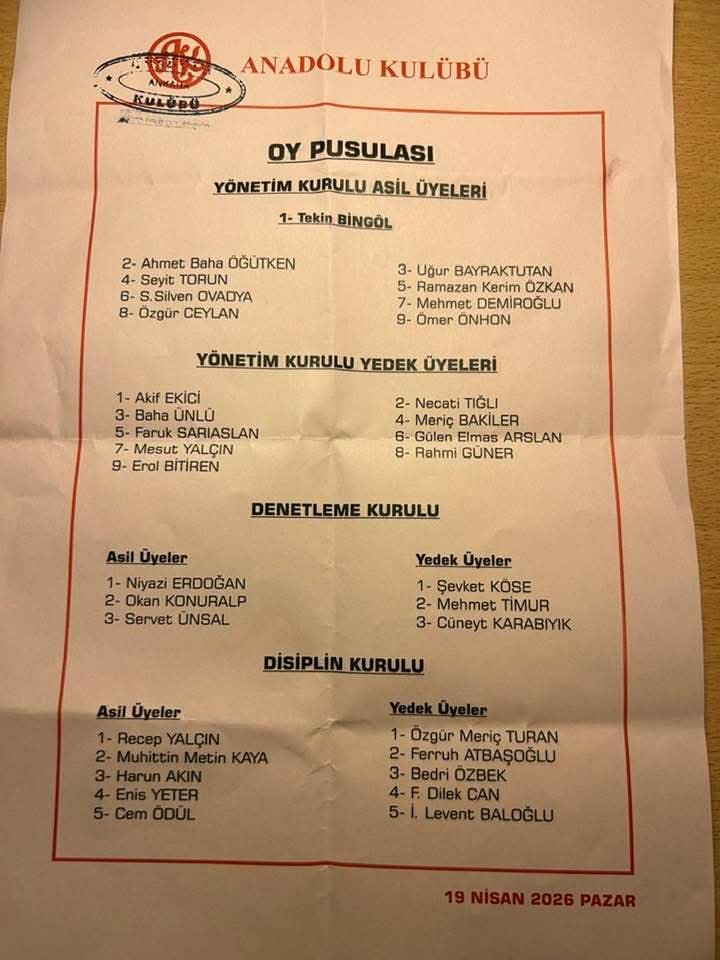 ANADOLU KULÜBÜ
ANKARA
KULÜBÜ
OY PUSULASI
YÖNETİM KURULU ASİL ÜYELERİ
1- Tekin BİNGÖL
2- Ahmet Baha ÖĞÜTKEN
3- Uğur BAYRAKTUTAN
4- Seyit TORUN
5- Ramazan Kerim ÖZKAN
6- S.Silven OVADYA
7- Mehmet DEMİROĞLU
8- Özgür CEYLAN
9- Ömer ÖNHON
YÖNETİM KURULU YEDEK ÜYELERİ
1- Akif EKİCİ
2- Necati TIĞLI
3- Baha ÜNLÜ
4- Meriç BAKİLER
5- Faruk SARIASLAN
6- Gülen Elmas ARSLAN
7- Mesut YALÇIN
8- Rahmi GÜNER
9- Erol BİTİREN
DENETLEME KURULU
Asil Üyeler
1- Niyazi ERDOĞAN
2- Okan KONURALP
3- Servet ÜNSAL
Yedek Üyeler
1- Şevket KÖSE
2- Mehmet TİMUR
3- Cüneyt KARABIYIK
DİSİPLİN KURULU
Asil Üyeler
1- Recep YALÇIN
2- Muhittin Metin KAYA
3- Harun AKIN
4- Enis YETER
5- Cem ÖDÜL
Yedek Üyeler
1- Özgür Meriç TURAN
2- Ferruh ATBAŞOĞLU
3- Bedri ÖZBEK
4- F. Dilek CAN
5- İ. Levent BALOĞLU
19 NİSAN 2026 PAZAR